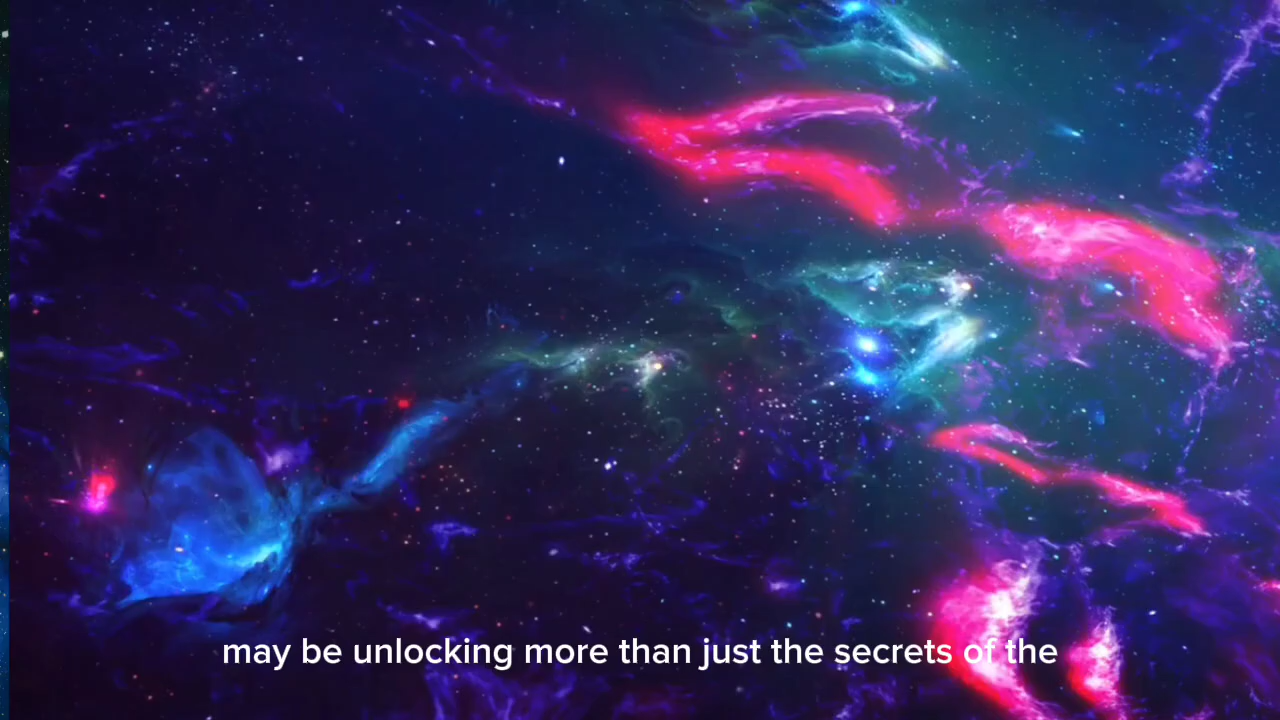 may be unlocking more than just the secrets of the